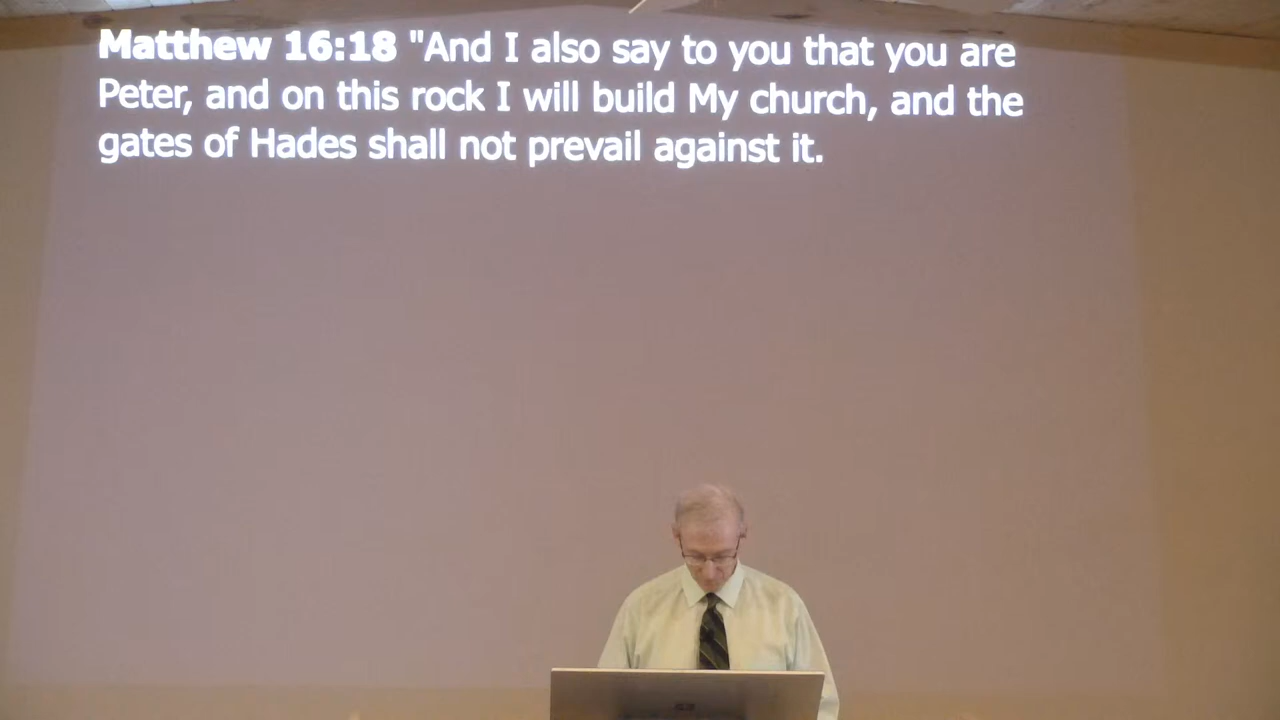 Matthew 16:18 "And I also say to you that you are
Peter, and on this rock I will build My church, and the
gates of Hades shall not prevail against it.